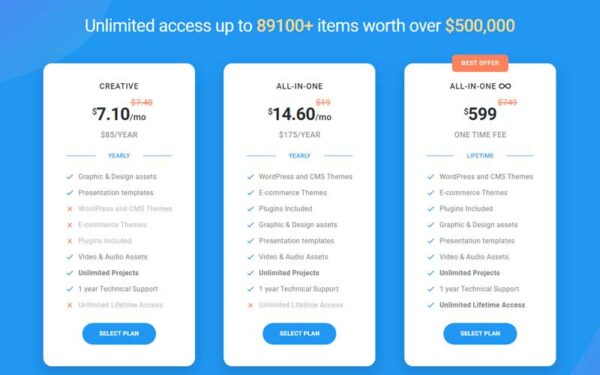 Unlimited access up to 89100+ items worth over $500,000
CREATIVE
$7.40
$7.10/mo
$85/YEAR
YEARLY
Graphic & Design assets
Presentation templates
WordPress and CMS Themes
E-commerce Themes
Plugins Included
Video & Audio Assets
Unlimited Projects
1 year Technical Support
Unlimited Lifetime Access
SELECT PLAN
ALL-IN-ONE
$19
$14.60/mo
$175/YEAR
YEARLY
WordPress and CMS Themes
E-commerce Themes
Plugins Included
Graphic & Design assets
Presentation templates
Video & Audio Assets
Unlimited Projects
1 year Technical Support
Unlimited Lifetime Access
SELECT PLAN
BEST OFFER
ALL-IN-ONE ∞
$749
$599
ONE TIME FEE
LIFETIME
WordPress and CMS Themes
E-commerce Themes
Plugins Included
Graphic & Design assets
Presentation templates
Video & Audio Assets
Unlimited Projects
1 year Technical Support
Unlimited Lifetime Access
SELECT PLAN